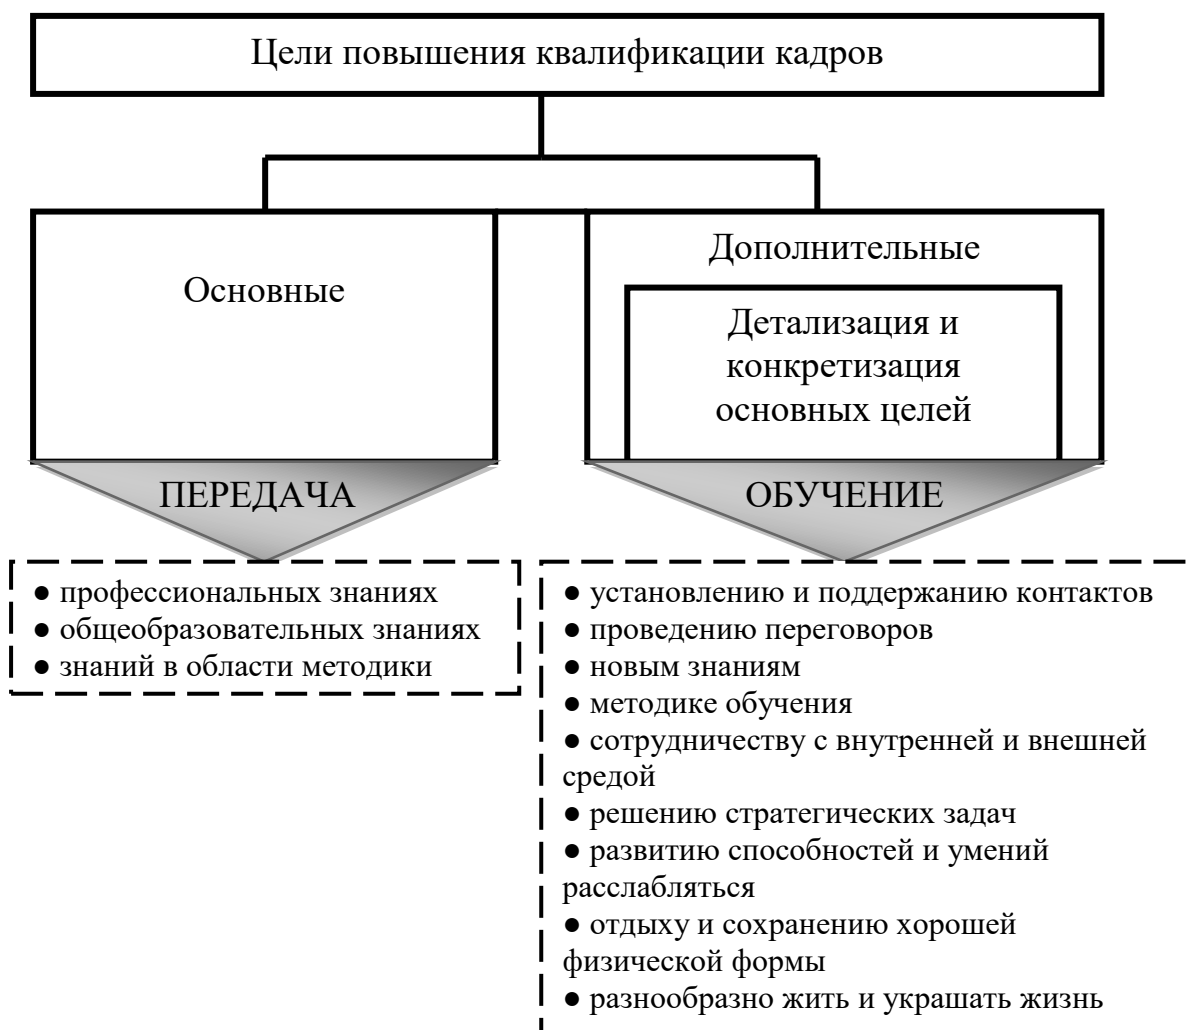 Цели повышения квалификации кадров
Основные
Дополнительные
Детализация и
конкретизация
основных целей
ПЕРЕДАЧА
ОБУЧЕНИЕ
● профессиональных знаниях
● общеобразовательных знаниях
● знаний в области методики
● установлению и поддержанию контактов
● проведению переговоров
● новым знаниям
● методике обучения
● сотрудничеству с внутренней и внешней
средой
● решению стратегических задач
● развитию способностей и умений
расслабляться
● отдыху и сохранению хорошей
физической формы
● разнообразно жить и украшать жизнь